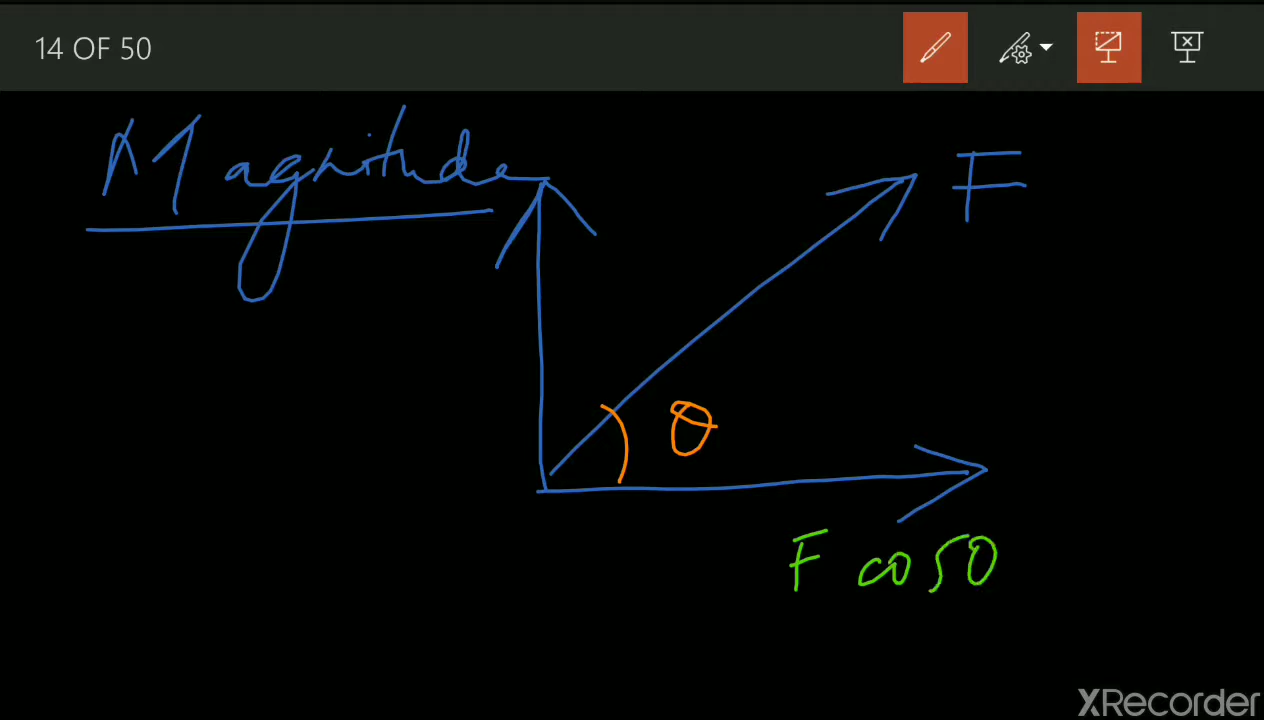 14 OF 50
Magnitude
F
θ
F cosθ
XRecorder